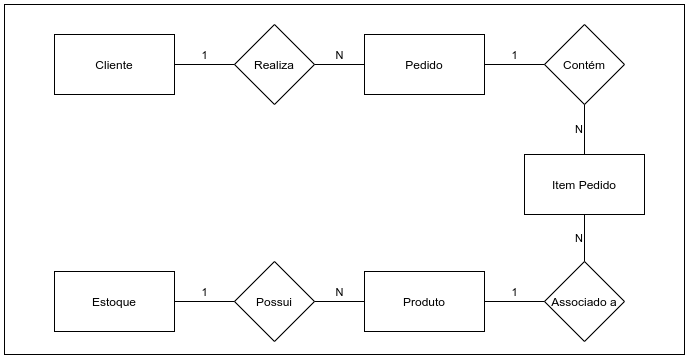 Cliente
1
Realiza
N
Pedido
1
Contém
N
Item Pedido
N
Estoque
1
Possui
N
Produto
1
Associado a